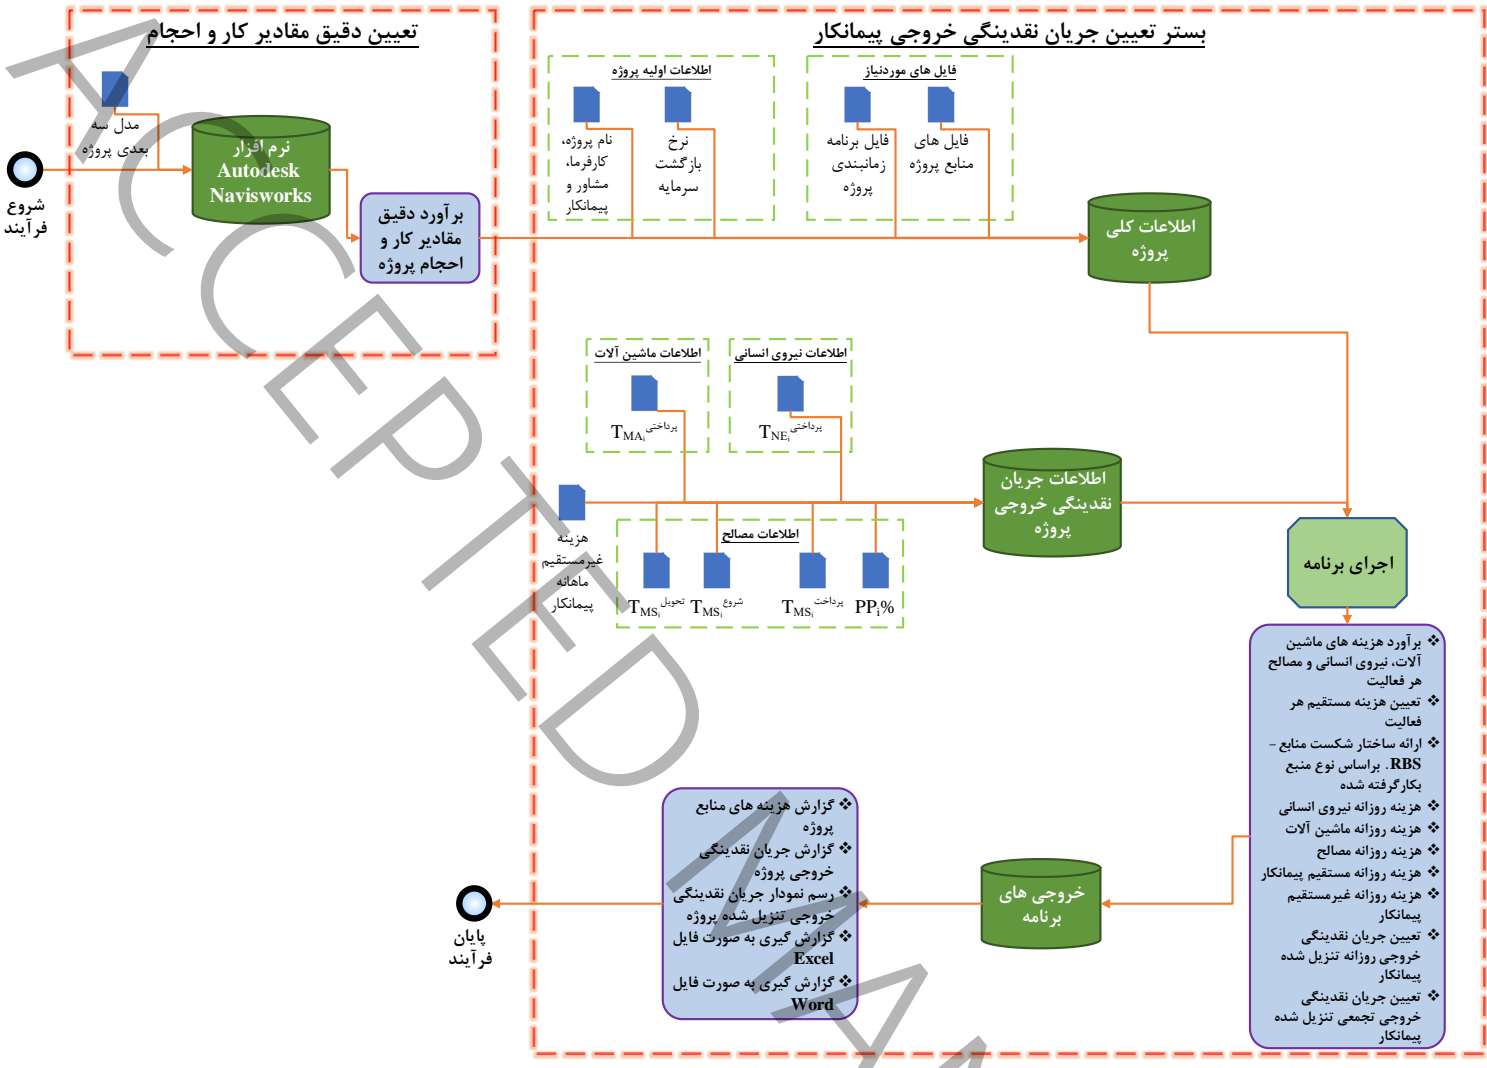 تعیین دقیق مقادیر کار و احجام
مدل سه
بعدی پروژه
نرم افزار
Autodesk
Navisworks
شروع
فرآیند
برآورد دقیق
مقادیر کار و
احجام پروژه
بستر تعیین جریان نقدینگی خروجی پیمانکار
اطلاعات اولیه پروژه
نام پروژه،
کارفرما،
مشاور و
پیمانکار
نرخ
بازگشت
سرمایه
فایل های موردنیاز
فایل برنامه
زمانبندی
پروژه
فایل های
منابع پروژه
اطلاعات کلی
پروژه
اطلاعات ماشین آلات
T_MAi^پرداختی
اطلاعات نیروی انسانی
T_NEi^پرداختی
هزینه
غیرمستقیم
ماهانه
پیمانکار
اطلاعات مصالح
T_MSi^تحویل
T_MSi^شروع
T_MSi^پرداخت
PPi%
اطلاعات جریان
نقدینگی خروجی
پروژه
اجرای برنامه
❖ برآورد هزینه های ماشین
آلات، نیروی انسانی و مصالح
هر فعالیت
❖ تعیین هزینه مستقیم هر
فعالیت
❖ ارائه ساختار شکست منابع –
RBS. براساس نوع منبع
بکارگرفته شده
❖ هزینه روزانه نیروی انسانی
❖ هزینه روزانه ماشین آلات
❖ هزینه روزانه مصالح
❖ هزینه روزانه مستقیم پیمانکار
❖ هزینه روزانه غیرمستقیم
پیمانکار
❖ تعیین جریان نقدینگی
خروجی روزانه تنزیل شده
پیمانکار
❖ تعیین جریان نقدینگی
خروجی تجمعی تنزیل شده
پیمانکار
خروجی های
برنامه
❖ گزارش هزینه های منابع
پروژه
❖ گزارش جریان نقدینگی
خروجی پروژه
❖ رسم نمودار جریان نقدینگی
خروجی تنزیل شده پروژه
❖ گزارش گیری به صورت فایل
Excel
❖ گزارش گیری به صورت فایل
Word
پایان
فرآیند
ACCEPTED